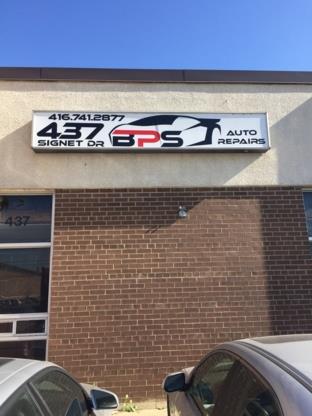 416.741.2877
437
SIGNET DR
BPS
AUTO
REPAIRS
437